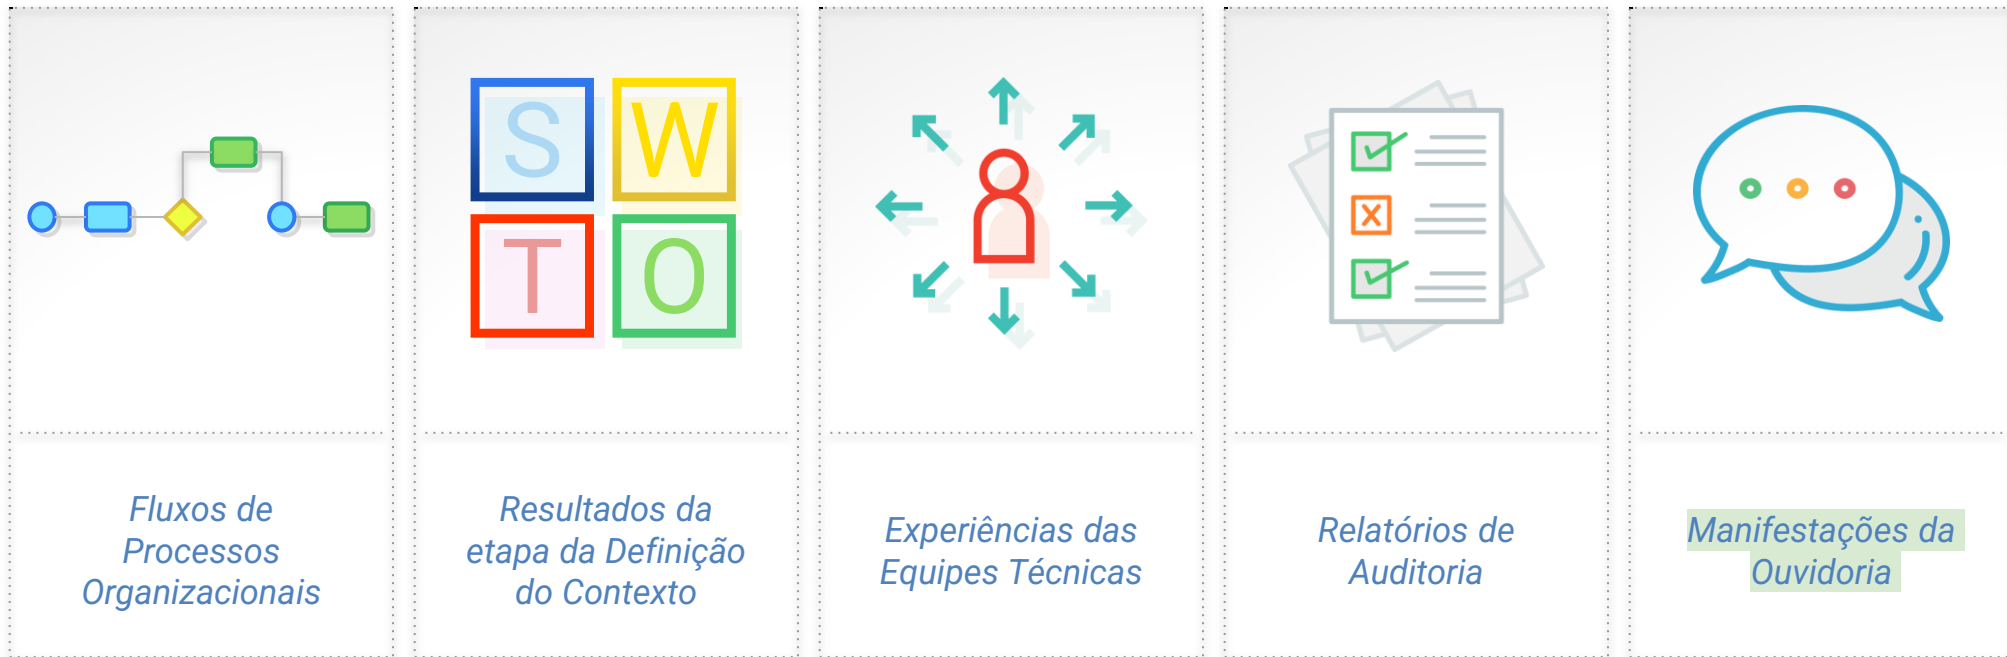 S W
T O
X
Fluxos de
Processos
Organizacionais
Resultados da
etapa da Definição
do Contexto
Experiências das
Equipes Técnicas
Relatórios de
Auditoria
Manifestações da
Ouvidoria